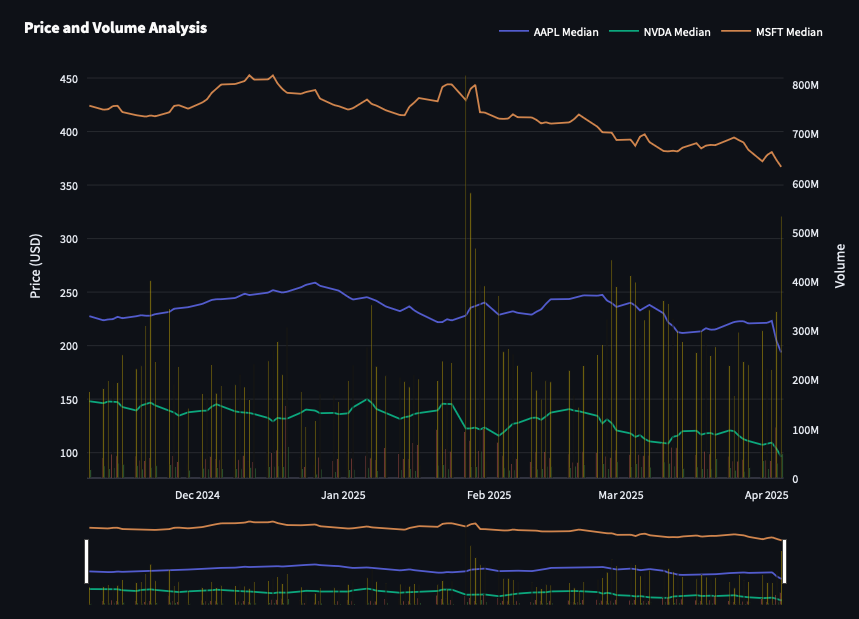 Price and Volume Analysis
AAPL Median
NVDA Median
MSFT Median
450
400
350
300
250
200
150
100
Price (USD)
800M
700M
600M
500M
400M
300M
200M
100M
0
Volume
Dec 2024
Jan 2025
Feb 2025
Mar 2025
Apr 2025